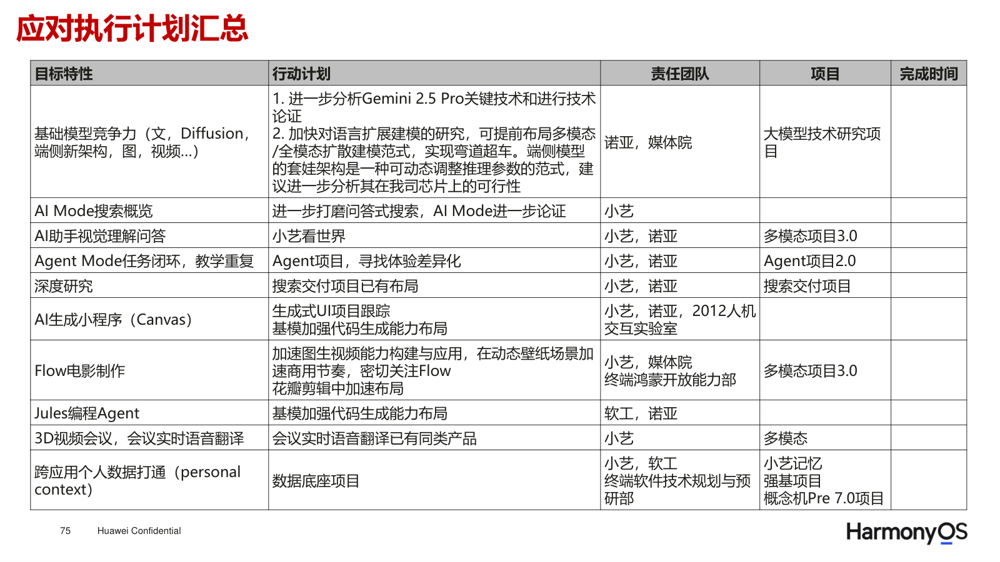 应对执行计划汇总
目标特性
行动计划
责任团队
项目
完成时间
基础模型竞争力（文，Diffusion，
端侧新架构，图，视频...）
1. 进一步分析Gemini 2.5 Pro关键技术和进行技术
论证
2. 加快对语言扩展建模的研究，可提前布局多模态
/全模态扩散建模范式，实现弯道超车。端侧模型
的套娃架构是一种可动态调整推理参数的范式，建
议进一步分析其在我司芯片上的可行性
诺亚，媒体院
大模型技术研究项
目
AI Mode搜索概览
进一步打磨问答式搜索，AI Mode进一步论证
小艺
AI助手视觉理解问答
小艺看世界
小艺，诺亚
多模态项目3.0
Agent Mode任务闭环，教学重复
Agent项目，寻找体验差异化
小艺，诺亚
Agent项目2.0
深度研究
搜索交付项目已有布局
小艺，诺亚
搜索交付项目
AI生成小程序（Canvas）
生成式UI项目跟踪
基模加强代码生成能力布局
小艺，诺亚，2012人机
交互实验室
Flow电影制作
加速图生视频能力构建与应用，在动态壁纸场景加
速商用节奏，密切关注Flow
花瓣剪辑中加速布局
小艺，媒体院
终端鸿蒙开放能力部
多模态项目3.0
Jules编程Agent
基模加强代码生成能力布局
软工，诺亚
3D视频会议，会议实时语音翻译
会议实时语音翻译已有同类产品
小艺
多模态
跨应用个人数据打通（personal
context）
数据底座项目
小艺，软工
终端软件技术规划与预
研部
小艺记忆
强基项目
概念机Pre 7.0项目
75
Huawei Confidential
HarmonyOS